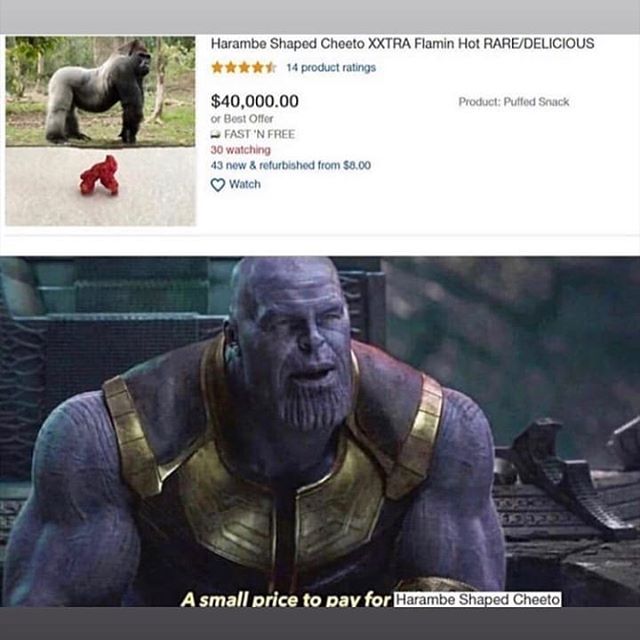 Harambe Shaped Cheeto XXTRA Flamin Hot RARE/DELICIOUS
14 product ratings
$40,000.00
Product: Puffed Snack
or Best Offer
FAST 'N FREE
30 watching
43 new & refurbished from $8.00
Watch
A small price to pay for Harambe Shaped Cheeto